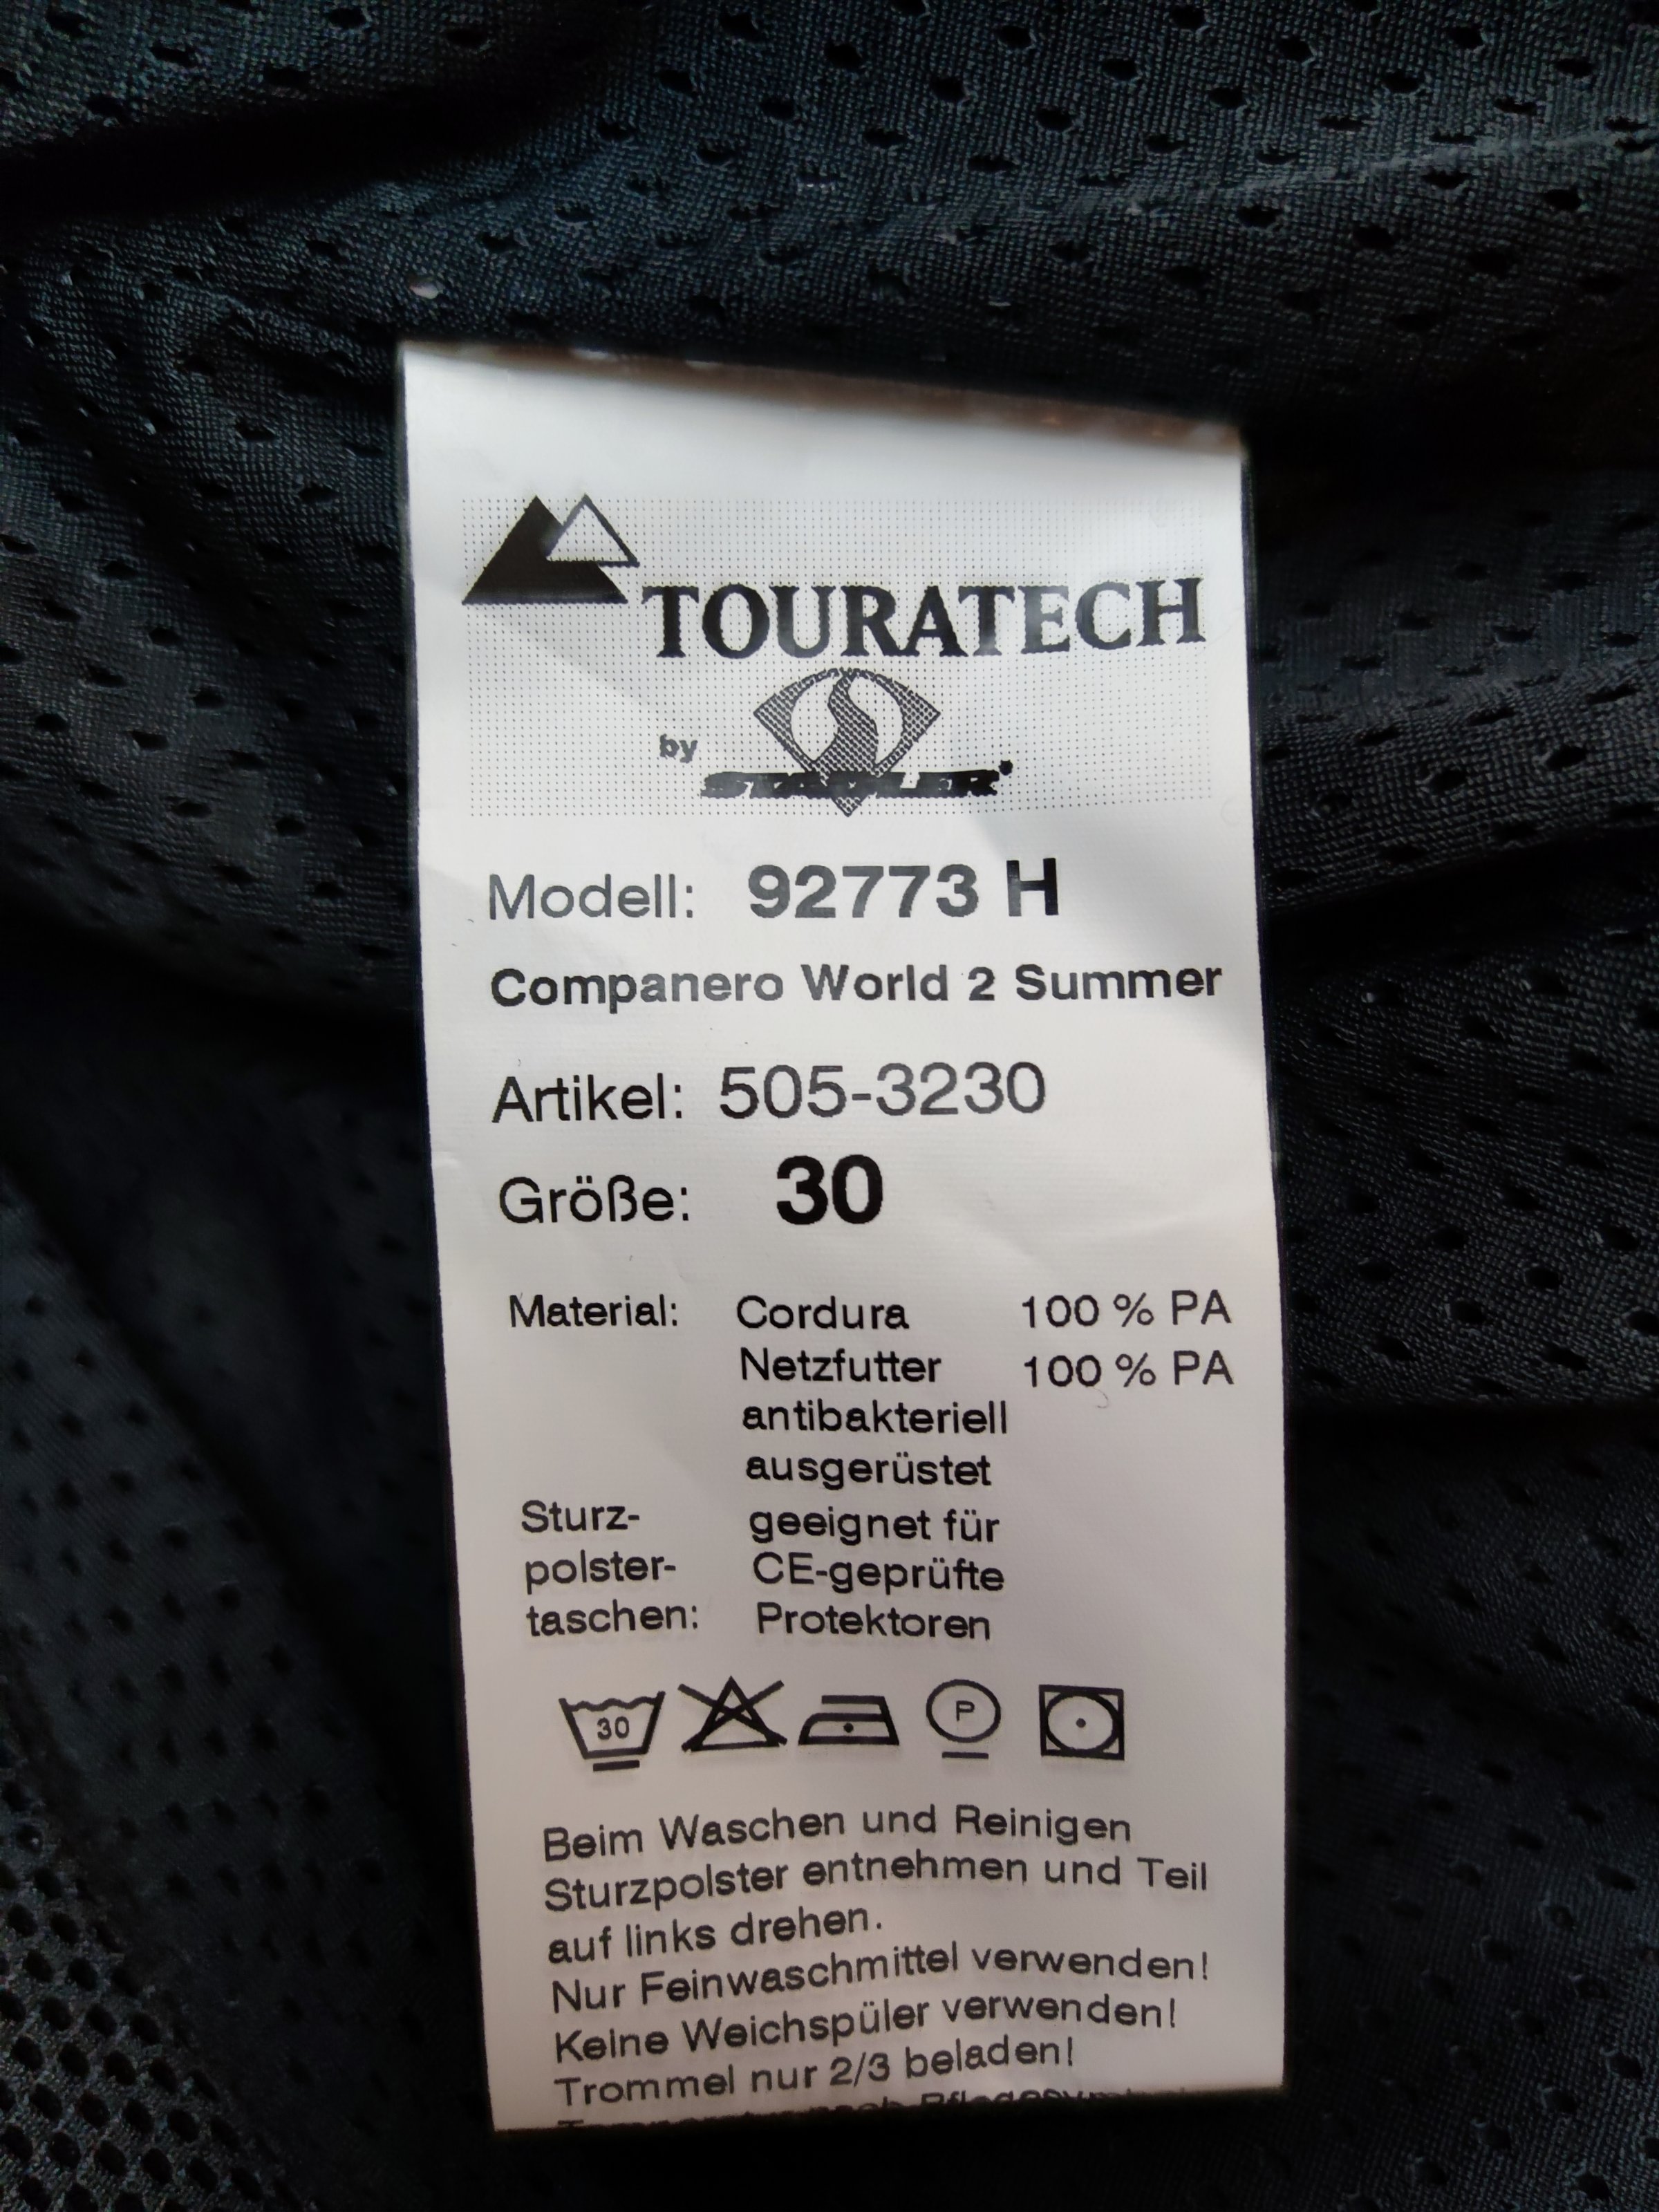 TOURATECH
by STADLER
Modell: 92773 H
Companero World 2 Summer
Artikel: 505-3230
Größe: 30
Material: Cordura 100 % PA
Netzfutter 100 % PA
antibakteriell
ausgerüstet
Sturz- geeignet für
polster- CE-geprüfte
taschen: Protektoren
30 P
Beim Waschen und Reinigen
Sturzpolster entnehmen und Teil
auf links drehen.
Nur Feinwaschmittel verwenden!
Keine Weichspüler verwenden!
Trommel nur 2/3 beladen!